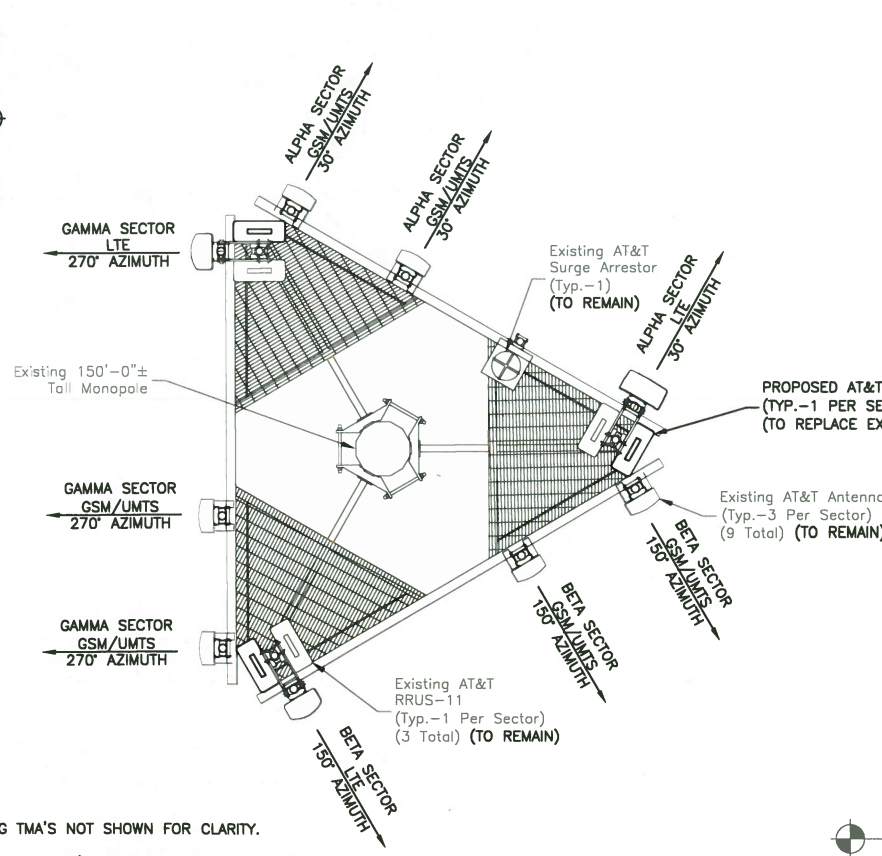 ALPHA SECTOR
GSM/UMTS
30° AZIMUTH
ALPHA SECTOR
GSM/UMTS
30° AZIMUTH
GAMMA SECTOR
LTE
270° AZIMUTH
Existing AT&T
Surge Arrestor
(Typ.-1)
(TO REMAIN)
ALPHA SECTOR
LTE
30° AZIMUTH
Existing 150'-0"±
Tall Monopole
PROPOSED AT&T
(TYP.-1 PER SE
(TO REPLACE EX
GAMMA SECTOR
GSM/UMTS
270° AZIMUTH
Existing AT&T Antenna
(Typ.-3 Per Sector)
(9 Total) (TO REMAIN)
BETA SECTOR
GSM/UMTS
150° AZIMUTH
BETA SECTOR
GSM/UMTS
150° AZIMUTH
GAMMA SECTOR
GSM/UMTS
270° AZIMUTH
Existing AT&T
RRUS-11
(Typ.-1 Per Sector)
(3 Total) (TO REMAIN)
BETA SECTOR
LTE
150° AZIMUTH
G TMA'S NOT SHOWN FOR CLARITY.